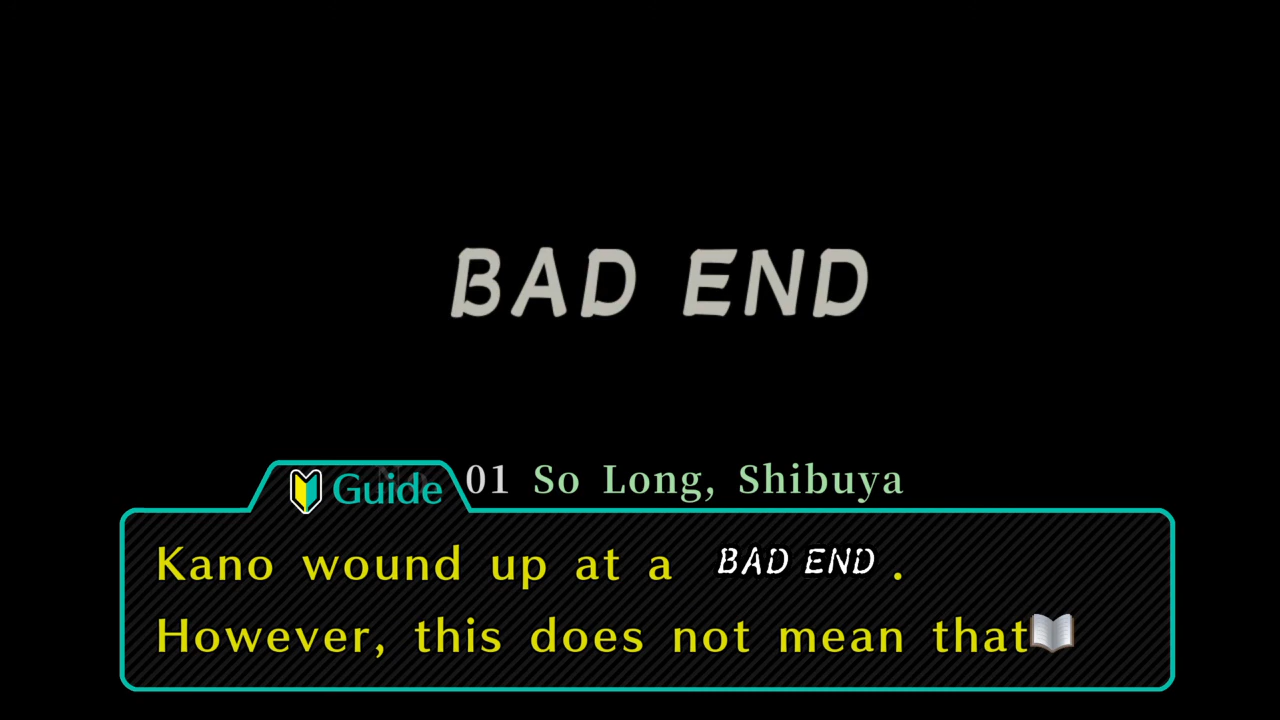 BAD END
01 So Long, Shibuya
Guide
Kano wound up at a BAD END.
However, this does not mean that